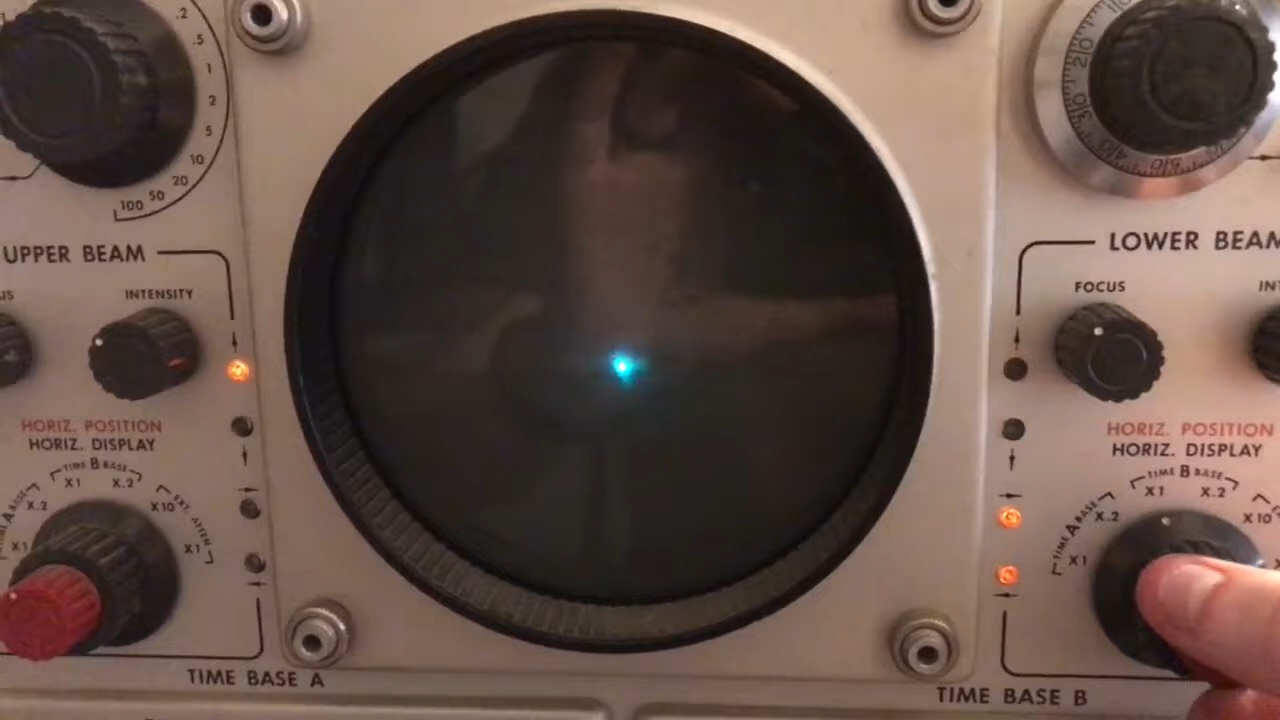 .2
.5
1
2
5
10
20
50
100
UPPER BEAM
INTENSITY
HORIZ. POSITION
HORIZ. DISPLAY
TIME B BASE
X1 X.2
TIME A BASE
X.2
X1
X10
EXT. ATTEN
X1
TIME BASE A
LOWER BEAM
FOCUS
HORIZ. POSITION
HORIZ. DISPLAY
TIME B BASE
X1 X.2
TIME A BASE
X.2
X1
X10
TIME BASE B